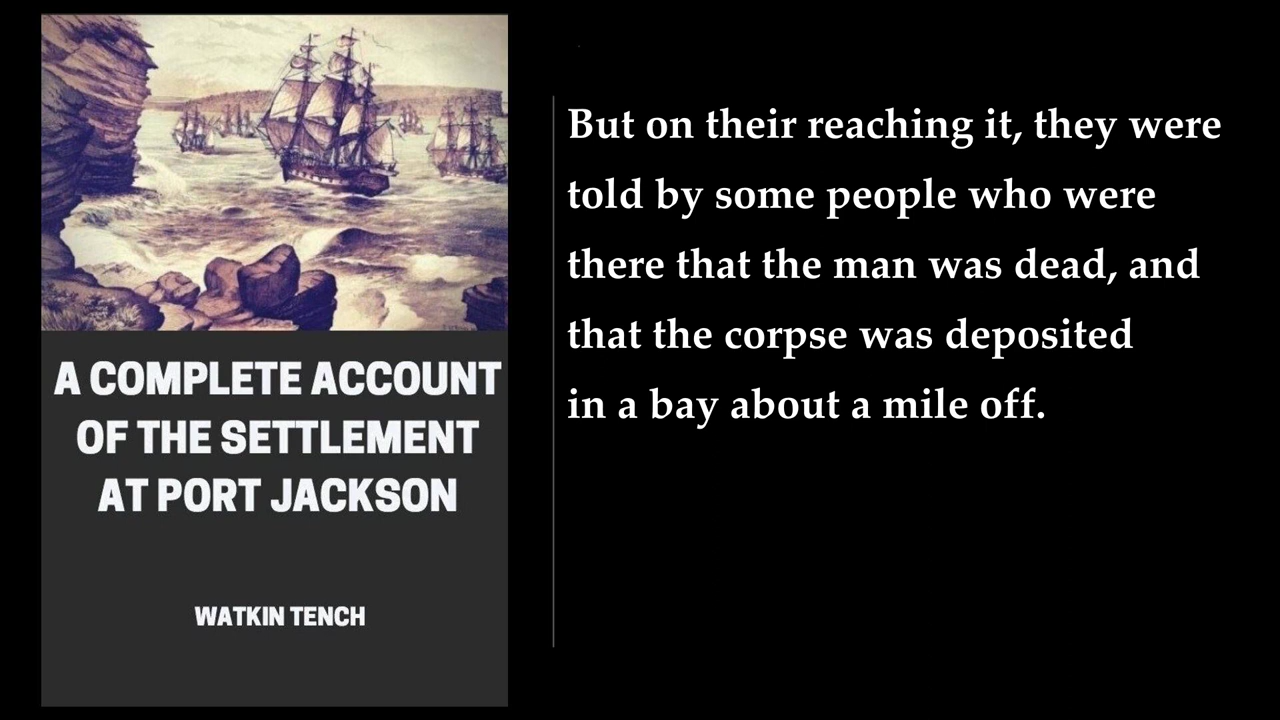 A COMPLETE ACCOUNT
OF THE SETTLEMENT
AT PORT JACKSON
WATKIN TENCH
But on their reaching it, they were
told by some people who were
there that the man was dead, and
that the corpse was deposited
in a bay about a mile off.